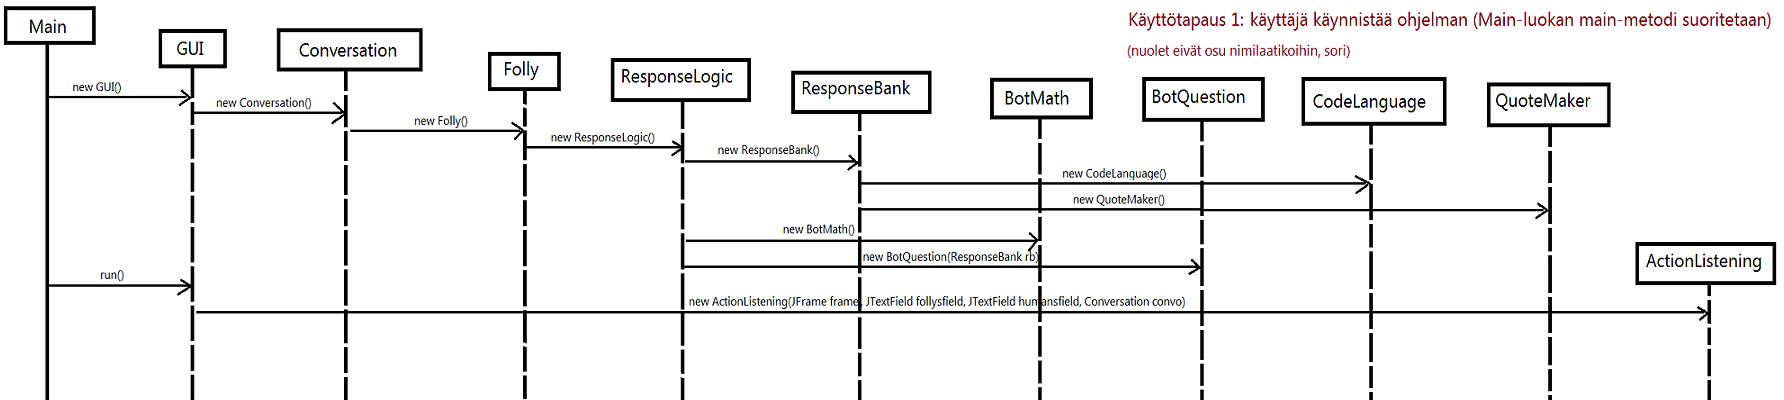 Käyttötapaus 1: käyttäjä käynnistää ohjelman (Main-luokan main-metodi suoritetaan)
(nuolet eivät osu nimilaatikoihin, sori)
Main
GUI
Conversation
Folly
ResponseLogic
ResponseBank
BotMath
BotQuestion
CodeLanguage
QuoteMaker
new GUI()
new Conversation()
new Folly()
new ResponseLogic()
new ResponseBank()
new CodeLanguage()
new QuoteMaker()
new BotMath()
new BotQuestion(ResponseBank rb)
ActionListening
run()
new ActionListening(JFrame frame, JTextField follysfield, JTextField humansfield, Conversation convo)